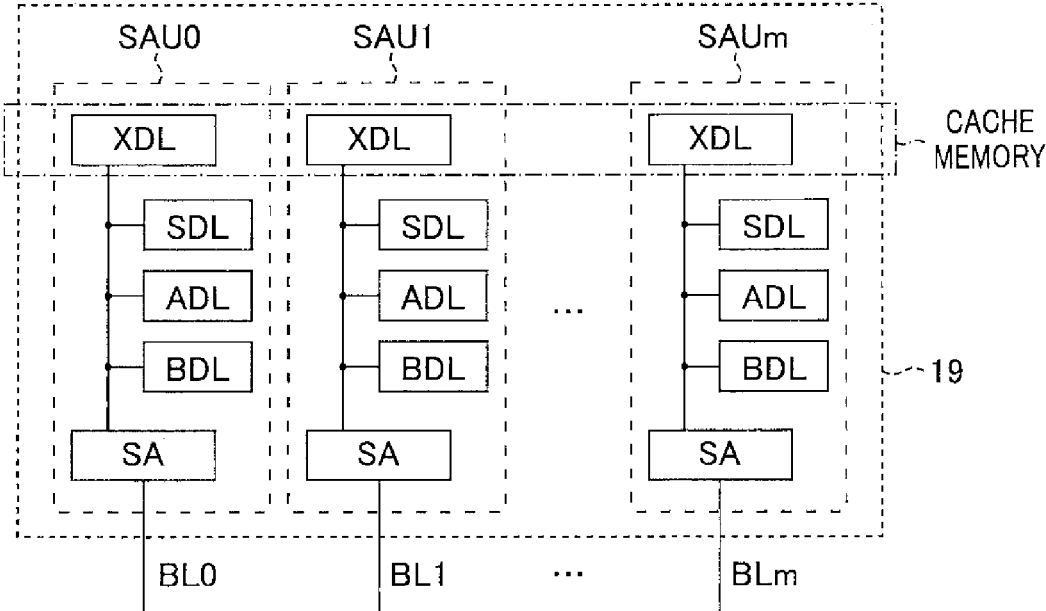 SAU0 SAU1 SAUm
XDL XDL XDL
CACHE
MEMORY
SDL SDL SDL
ADL ADL ... ADL
BDL BDL BDL
19
SA SA SA
BL0 BL1 ... BLm